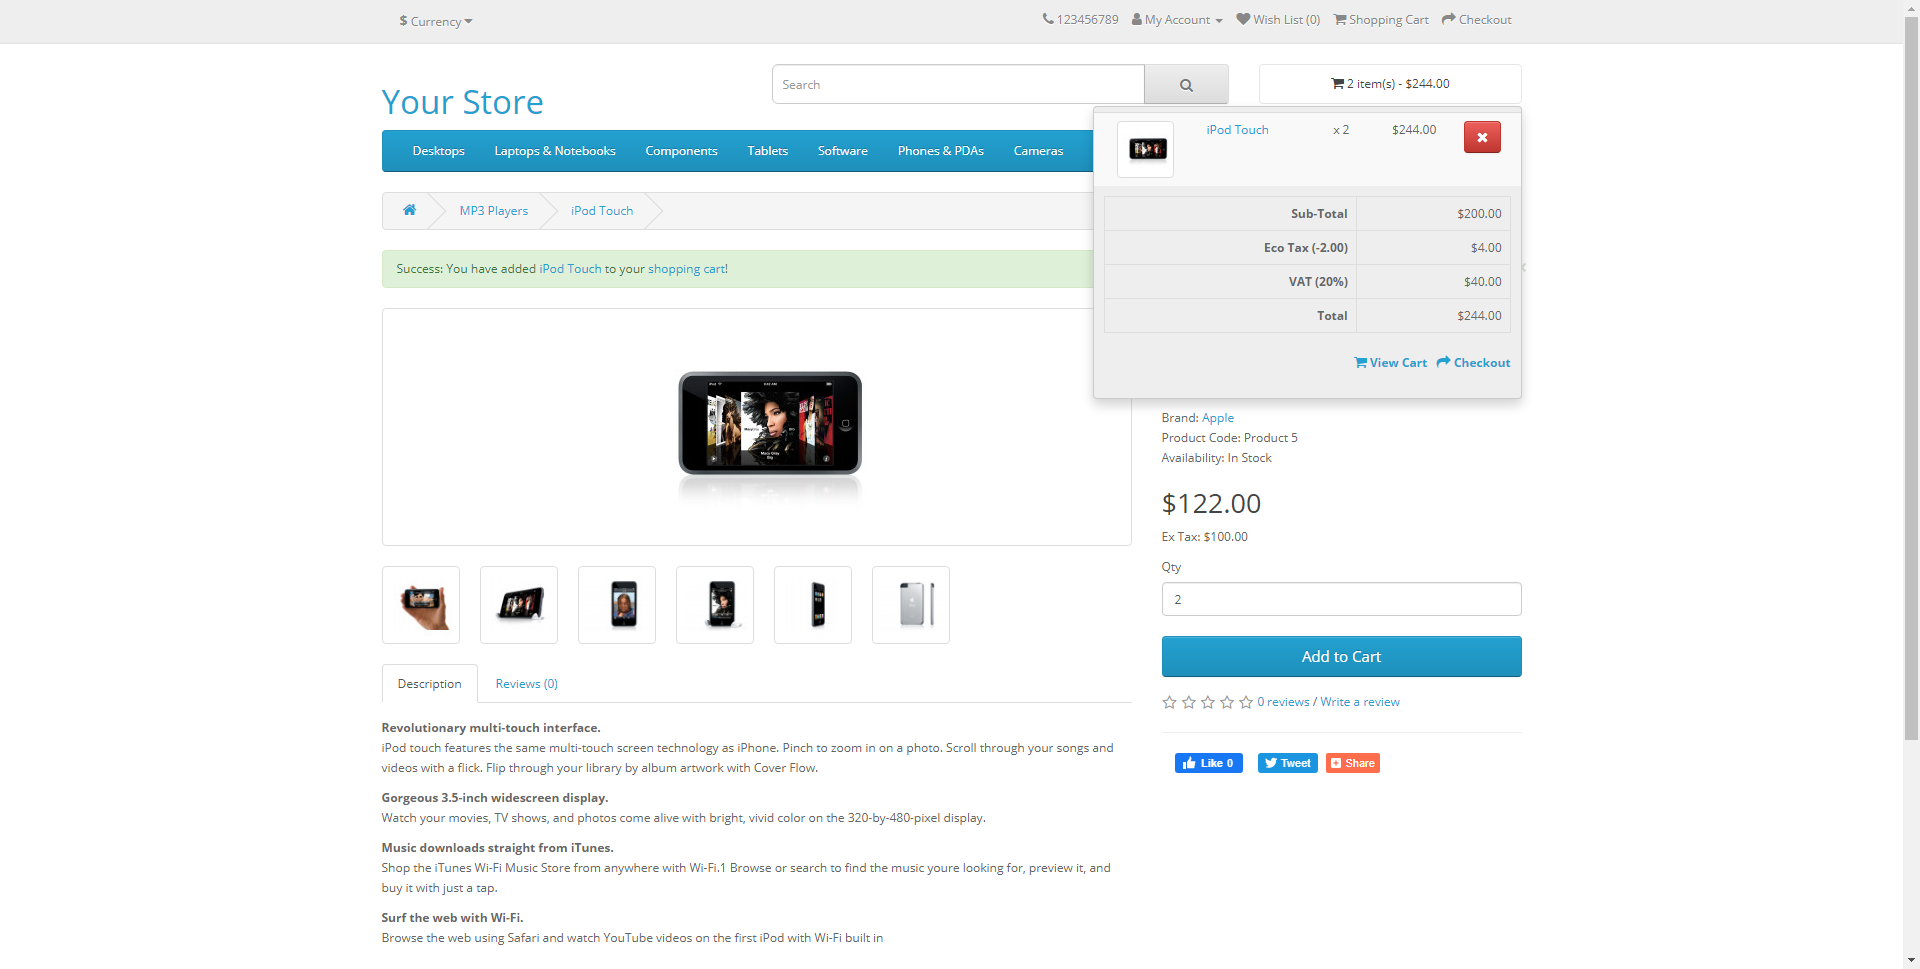 $ Currency
123456789 My Account Wish List (0) Shopping Cart Checkout
Your Store
Search
2 item(s) - $244.00
Desktops Laptops & Notebooks Components Tablets Software Phones & PDAs Cameras
iPod Touch x 2 $244.00
Sub-Total $200.00
Eco Tax (-2.00) $4.00
VAT (20%) $40.00
Total $244.00
View Cart Checkout
MP3 Players iPod Touch
Success: You have added iPod Touch to your shopping cart!
Brand: Apple
Product Code: Product 5
Availability: In Stock
$122.00
Ex Tax: $100.00
Qty
2
Add to Cart
0 reviews / Write a review
Like 0 Tweet Share
Description Reviews (0)
Revolutionary multi-touch interface.
iPod touch features the same multi-touch screen technology as iPhone. Pinch to zoom in on a photo. Scroll through your songs and
videos with a flick. Flip through your library by album artwork with Cover Flow.
Gorgeous 3.5-inch widescreen display.
Watch your movies, TV shows, and photos come alive with bright, vivid color on the 320-by-480-pixel display.
Music downloads straight from iTunes.
Shop the iTunes Wi-Fi Music Store from anywhere with Wi-Fi.1 Browse or search to find the music youre looking for, preview it, and
buy it with just a tap.
Surf the web with Wi-Fi.
Browse the web using Safari and watch YouTube videos on the first iPod with Wi-Fi built in